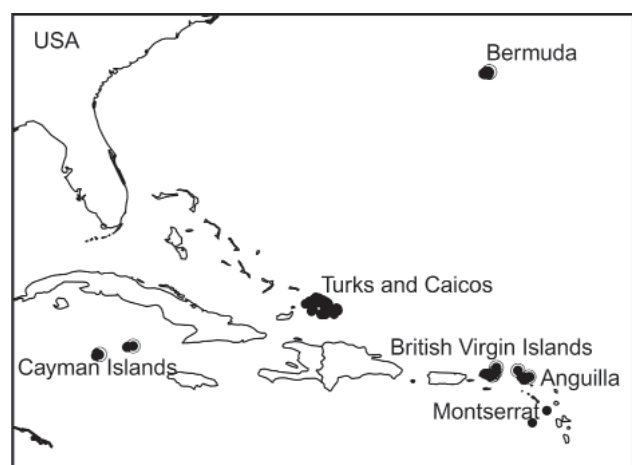 USA
Bermuda
Turks and Caicos
British Virgin Islands
Cayman Islands
Anguilla
Montserrat